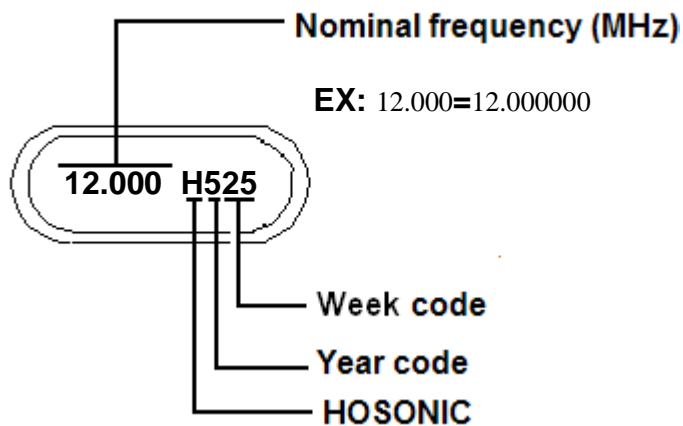 Nominal frequency (MHz)
EX: 12.000=12.000000
12.000 H525
Week code
Year code
HOSONIC